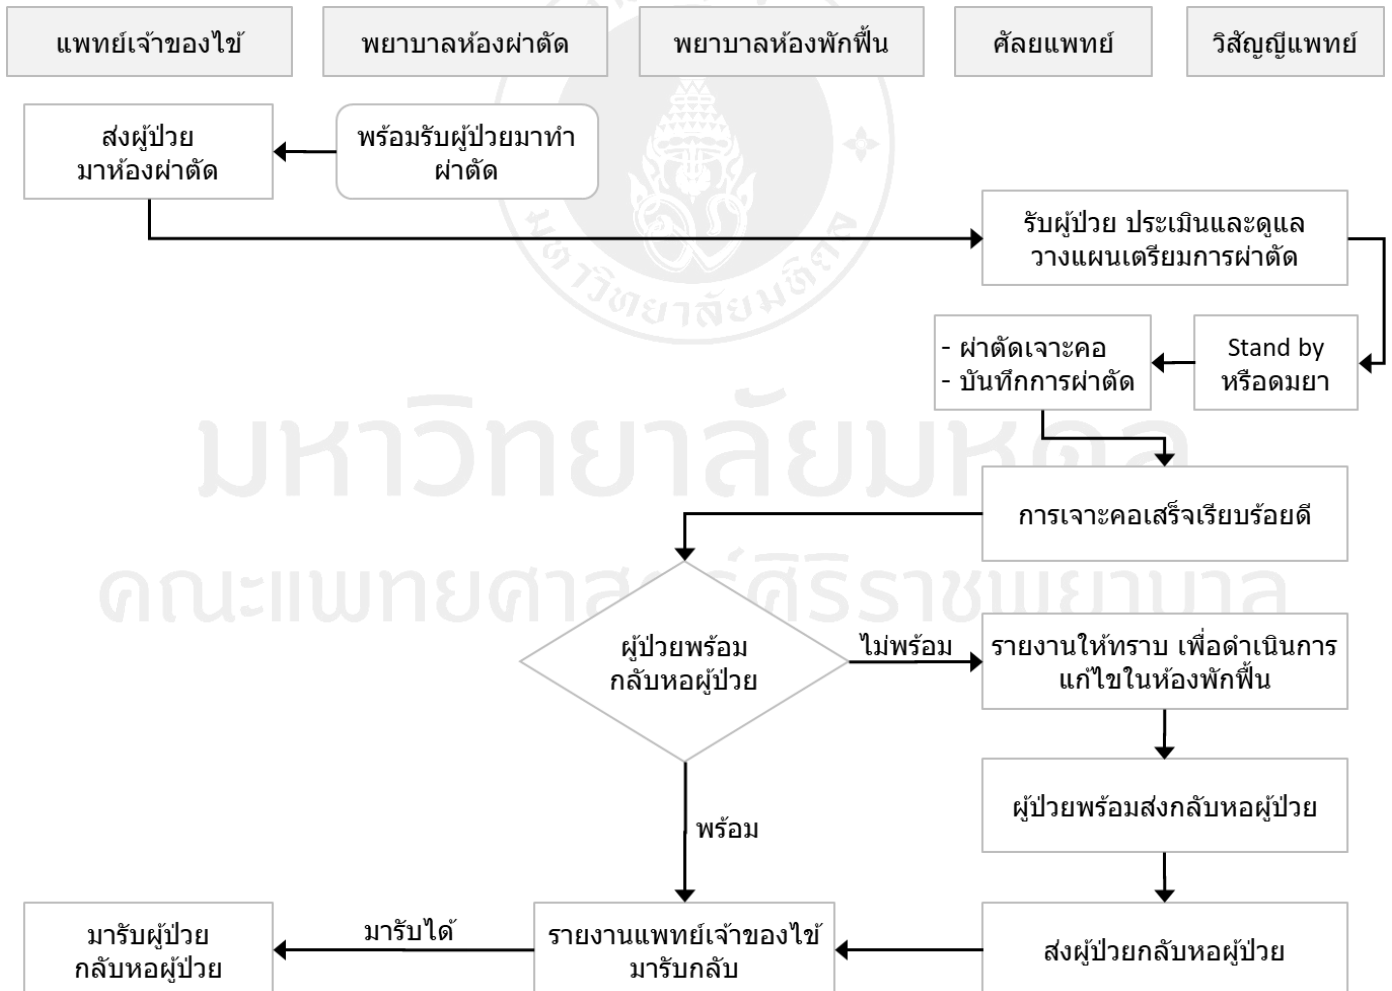 แพทย์เจ้าของไข้
พยาบาลห้องผ่าตัด
พยาบาลห้องพักฟื้น
ศัลยแพทย์
วิสัญญีแพทย์
ส่งผู้ป่วย
มาห้องผ่าตัด
พร้อมรับผู้ป่วยมาทำ
ผ่าตัด
รับผู้ป่วย ประเมินและดูแล
วางแผนเตรียมการผ่าตัด
- ผ่าตัดเจาะคอ
- บันทึกการผ่าตัด
Stand by
หรือดมยา
มหาวิทยาลัยมหิดล
มหาวิทยาลัยมหิดล
การเจาะคอเสร็จเรียบร้อยดี
คณะแพทยศาสตร์ศิริราชพยาบาล
ผู้ป่วยพร้อม
กลับหอผู้ป่วย
ไม่พร้อม
รายงานให้ทราบ เพื่อดำเนินการ
แก้ไขในห้องพักฟื้น
ผู้ป่วยพร้อมส่งกลับหอผู้ป่วย
พร้อม
มารับผู้ป่วย
กลับหอผู้ป่วย
มารับได้
รายงานแพทย์เจ้าของไข้
มารับกลับ
ส่งผู้ป่วยกลับหอผู้ป่วย